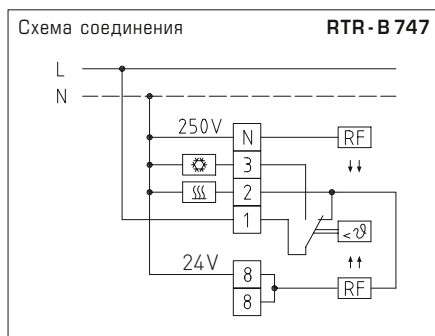 Схема соединения RTR-B 747
L
N
250V N RF
3
2
1 <ϑ
24V 8
8 RF